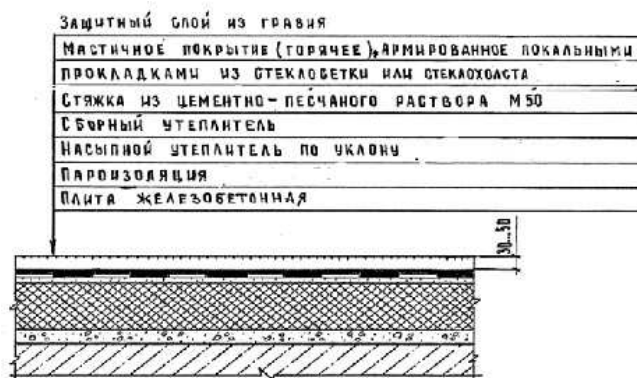 Защитный слой из гравия
Мастичное покрытие (горячее), армированное локальными
прокладками из стеклосетки или стеклохолста
Стяжка из цементно-песчаного раствора М50
Сборный утеплитель
Насыпной утеплитель по уклону
Пароизоляция
Плита железобетонная
30...50